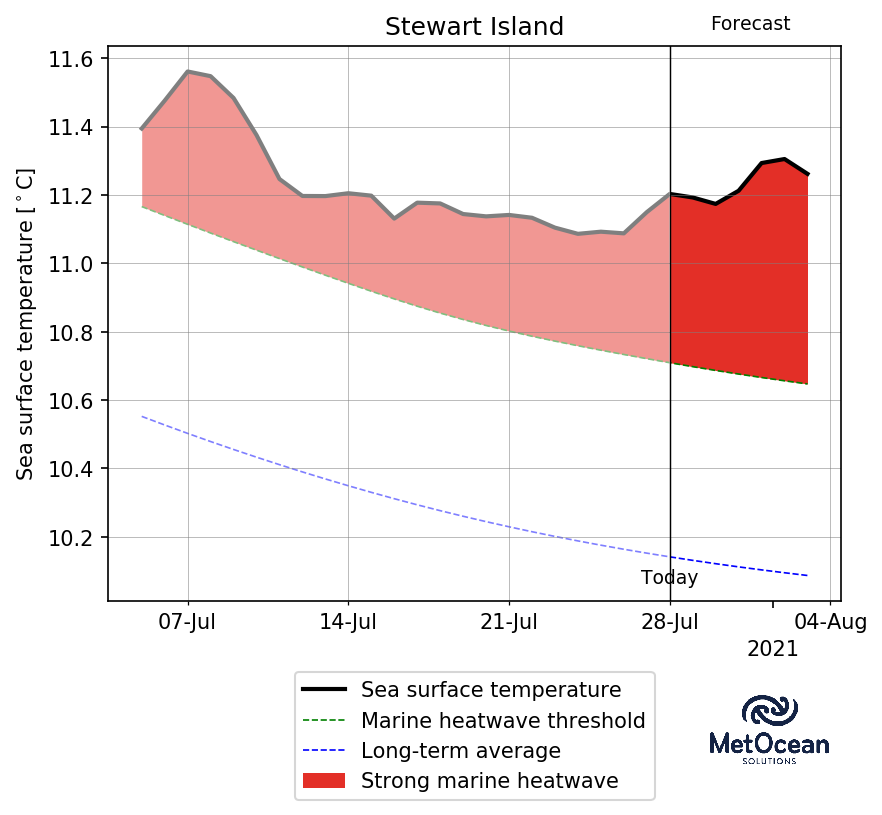 Stewart Island
Forecast
11.6
11.4
11.2
11.0
10.8
10.6
10.4
10.2
Sea surface temperature [°C]
Today
07-Jul 14-Jul 21-Jul 28-Jul 04-Aug
2021
Sea surface temperature
Marine heatwave threshold
Long-term average
Strong marine heatwave
MetOcean
SOLUTIONS